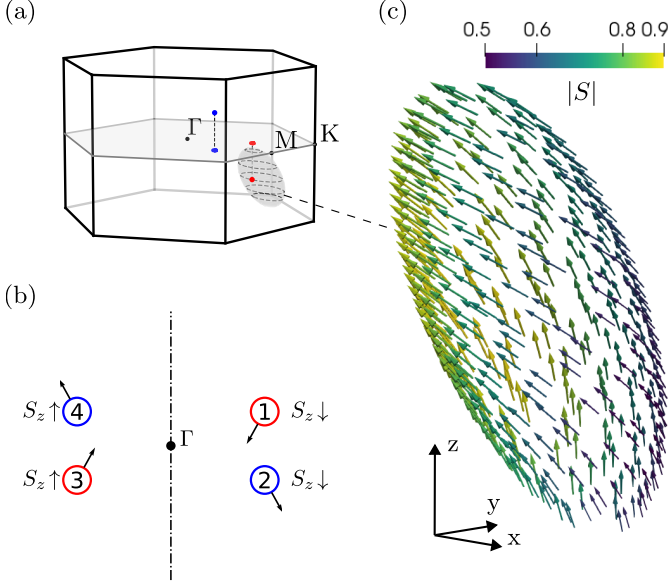 (a)
Γ
M
K
(b)
S_z↑ 4
1 S_z↓
Γ
S_z↑ 3
2 S_z↓
(c)
0.5 0.6 0.8 0.9
|S|
z
y
x